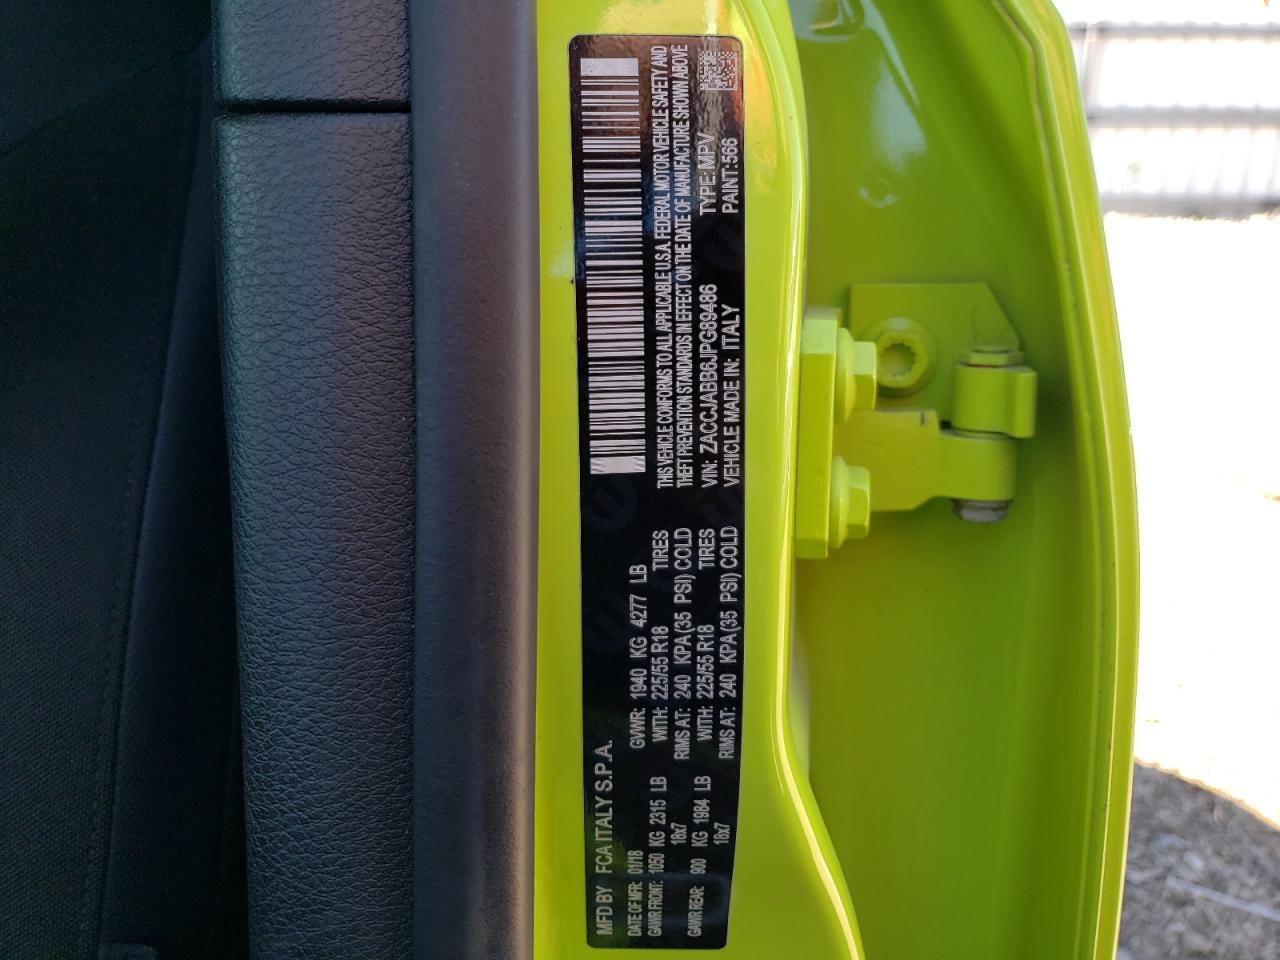 MFD BY FCA ITALY S.P.A.
DATE OF MFR: 01/18 GVWR: 1940 KG 4277 LB
GAWR FRONT: 1050 KG 2315 LB WITH: 225/55 R18 TIRES
18x7 RIMS AT: 240 KPA(35 PSI) COLD
GAWR REAR: 900 KG 1984 LB WITH: 225/55 R18 TIRES
18x7 RIMS AT: 240 KPA(35 PSI) COLD
THIS VEHICLE CONFORMS TO ALL APPLICABLE U.S.A. FEDERAL MOTOR VEHICLE SAFETY AND
THEFT PREVENTION STANDARDS IN EFFECT ON THE DATE OF MANUFACTURE SHOWN ABOVE
VIN: ZACCJABB6JPG89486 TYPE: MPV
VEHICLE MADE IN: ITALY PAINT:566